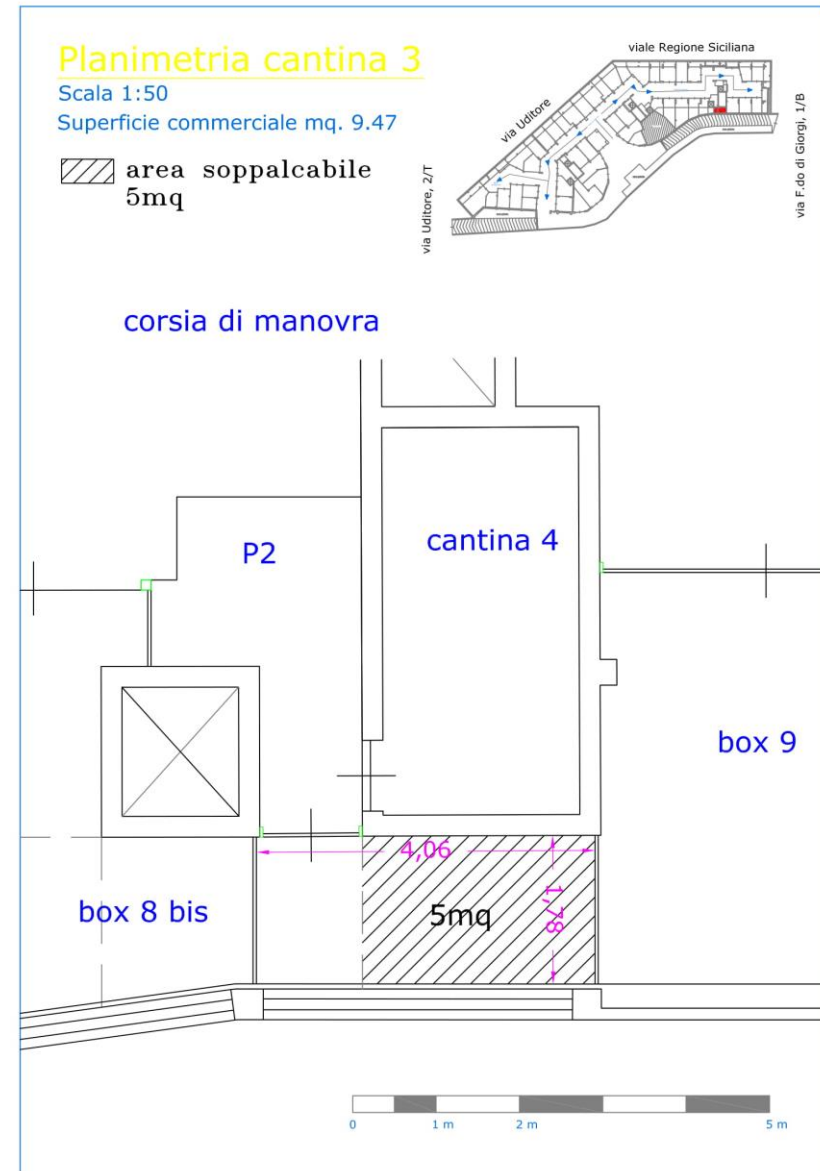 Planimetria cantina 3
Scala 1:50
Superficie commerciale mq. 9.47
area soppalcabile
5mq
viale Regione Siciliana
via Uditore
via Uditore, 2/T
via F.do di Giorgi, 1/B
corsia di manovra
P2
cantina 4
box 9
4,06
box 8 bis
5mq
1,78
0 1 m 2 m 5 m